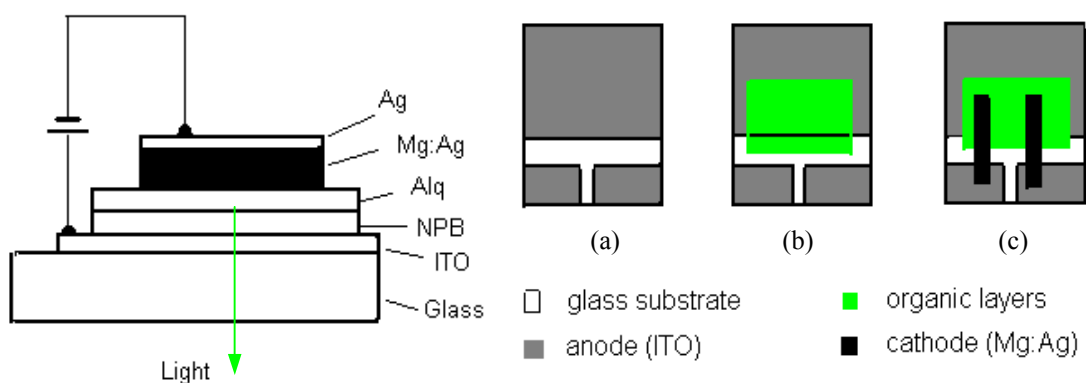 Ag
Mg:Ag
Alq
NPB
ITO
Glass
Light
(a) (b) (c)
glass substrate
organic layers
anode (ITO)
cathode (Mg:Ag)